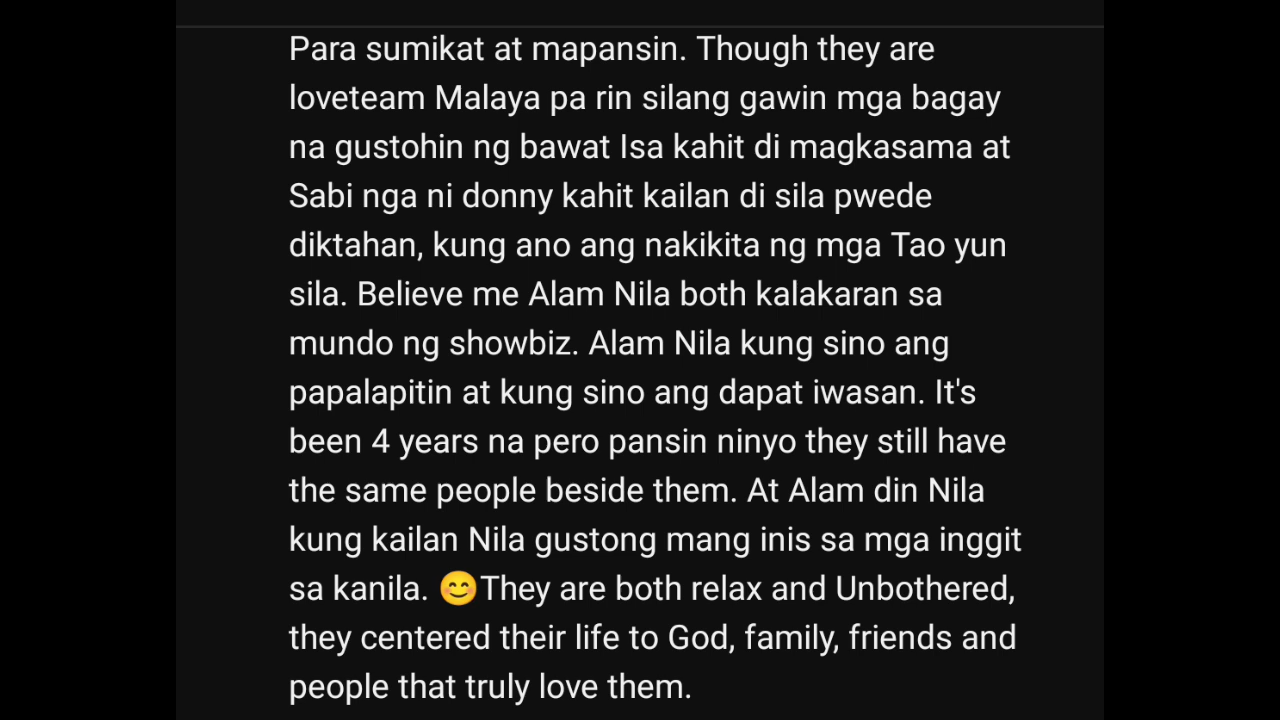 Para sumikat at mapansin. Though they are
loveteam Malaya pa rin silang gawin mga bagay
na gustohin ng bawat Isa kahit di magkasama at
Sabi nga ni donny kahit kailan di sila pwede
diktahan, kung ano ang nakikita ng mga Tao yun
sila. Believe me Alam Nila both kalakaran sa
mundo ng showbiz. Alam Nila kung sino ang
papalapitin at kung sino ang dapat iwasan. It's
been 4 years na pero pansin ninyo they still have
the same people beside them. At Alam din Nila
kung kailan Nila gustong mang inis sa mga inggit
sa kanila. 😊They are both relax and Unbothered,
they centered their life to God, family, friends and
people that truly love them.